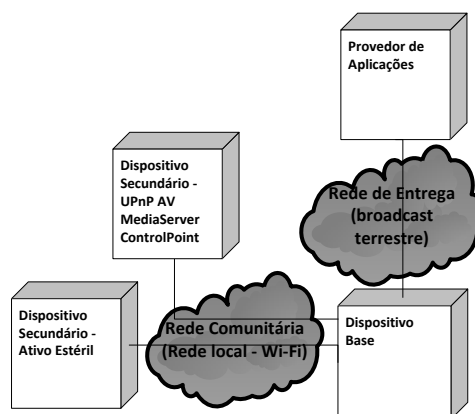 Provedor de
Aplicações
Dispositivo
Secundário -
UPnP AV
MediaServer
ControlPoint
Rede de Entrega
(broadcast
terrestre)
Dispositivo
Secundário -
Ativo Estéril
Rede Comunitária
(Rede local - Wi-Fi)
Dispositivo
Base